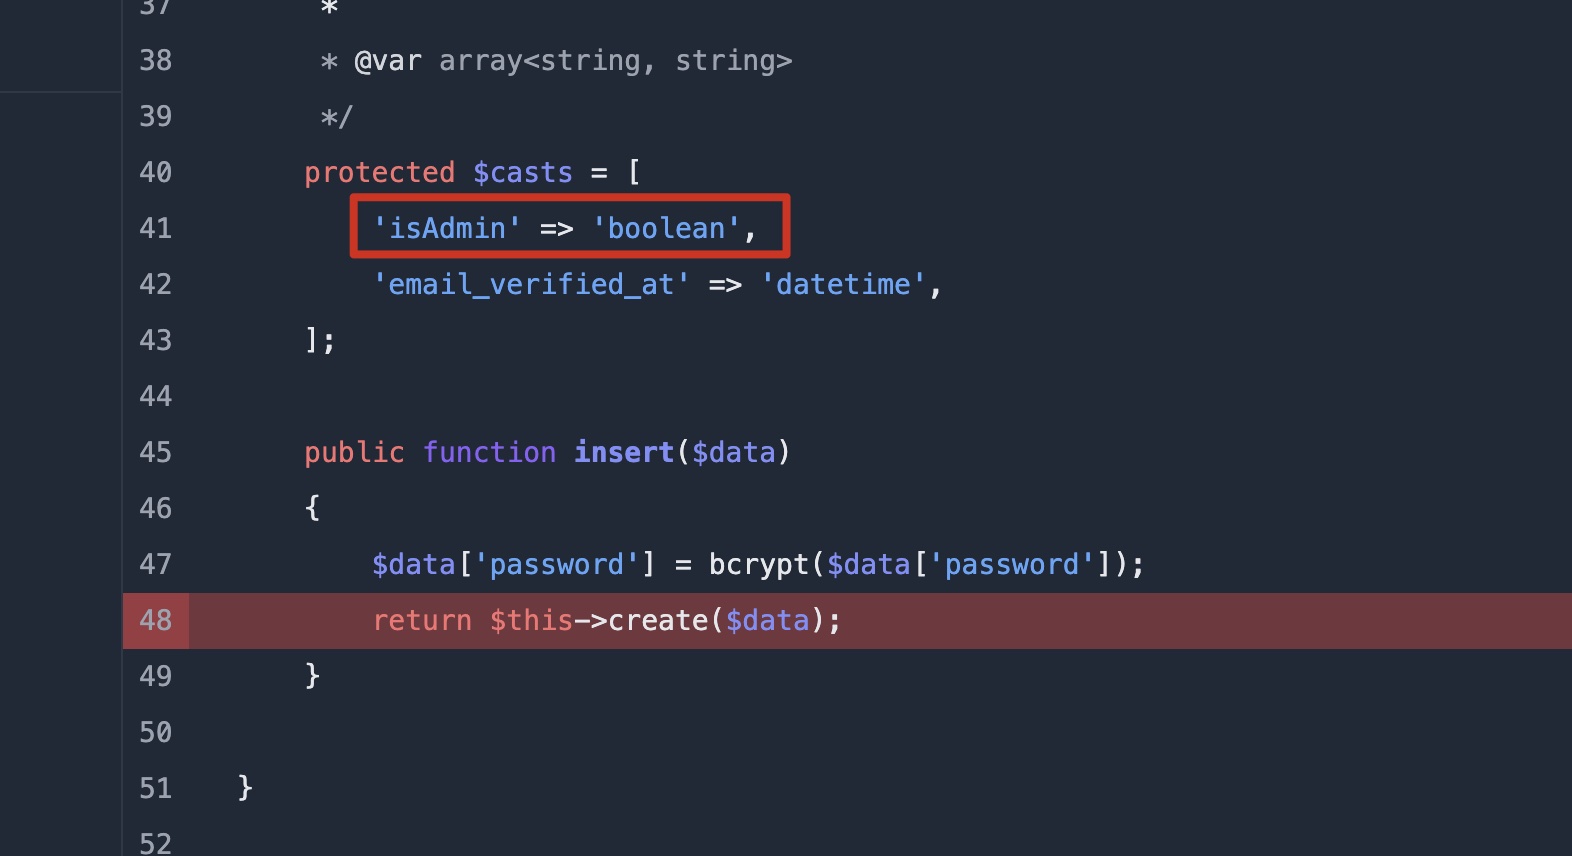 37 *
38 * @var array<string, string>
39 */
40 protected $casts = [
41 'isAdmin' => 'boolean',
42 'email_verified_at' => 'datetime',
43 ];
44
45 public function insert($data)
46 {
47 $data['password'] = bcrypt($data['password']);
48 return $this->create($data);
49 }
50
51 }
52